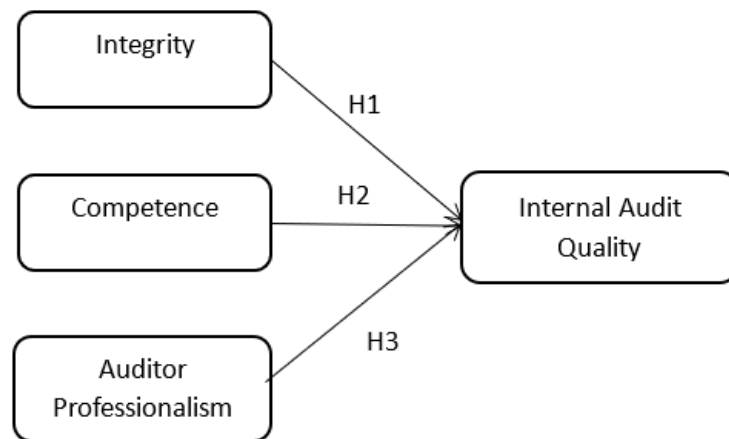 Integrity
H1
Competence
H2
Internal Audit
Quality
H3
Auditor
Professionalism